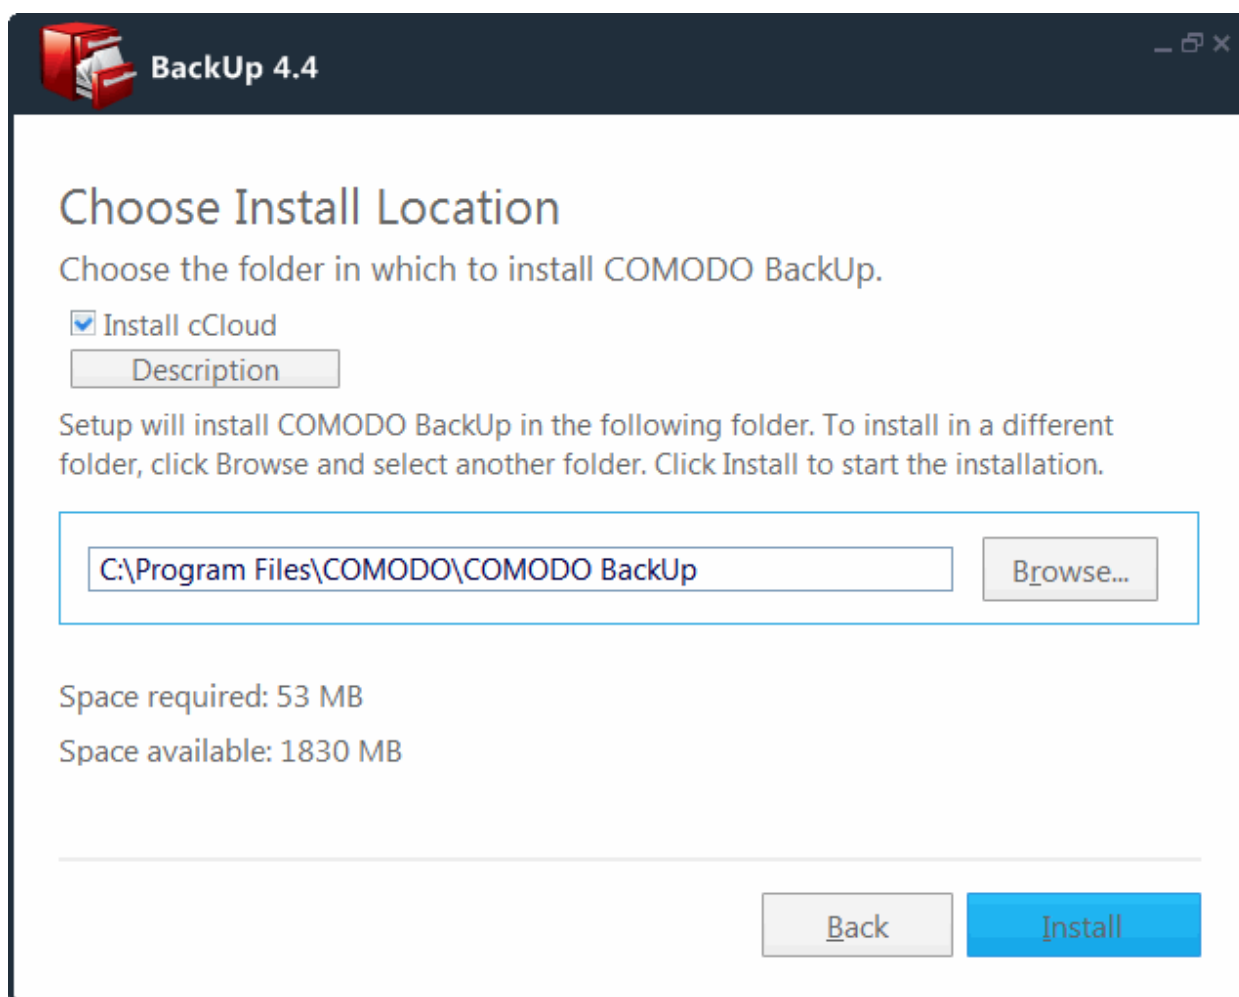 BackUp 4.4
Choose Install Location
Choose the folder in which to install COMODO BackUp.
Install cCloud
Description
Setup will install COMODO BackUp in the following folder. To install in a different
folder, click Browse and select another folder. Click Install to start the installation.
C:\Program Files\COMODO\COMODO BackUp
Browse...
Space required: 53 MB
Space available: 1830 MB
Back
Install